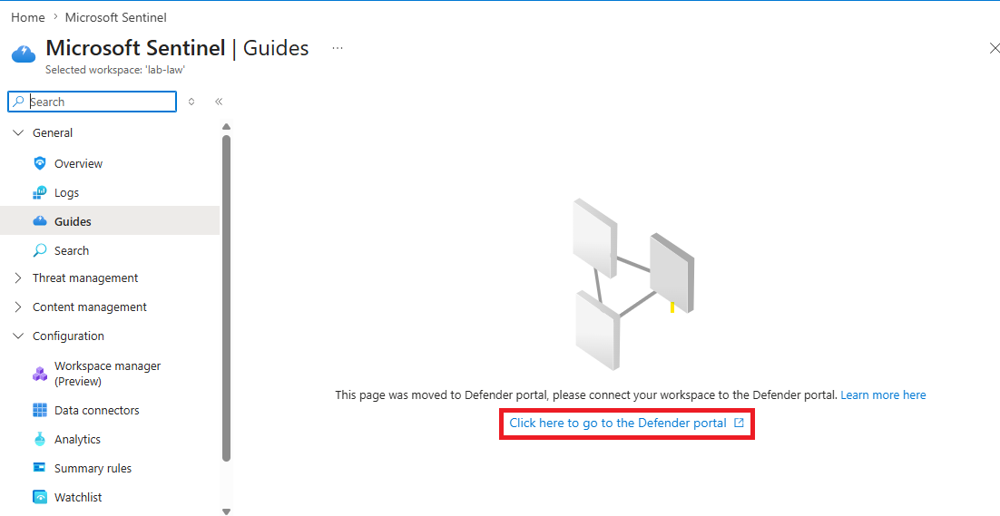 Home > Microsoft Sentinel
Microsoft Sentinel | Guides ...
Selected workspace: 'lab-law'
Search
General
Overview
Logs
Guides
Search
Threat management
Content management
Configuration
Workspace manager
(Preview)
Data connectors
Analytics
Summary rules
Watchlist
This page was moved to Defender portal, please connect your workspace to the Defender portal. Learn more here
Click here to go to the Defender portal